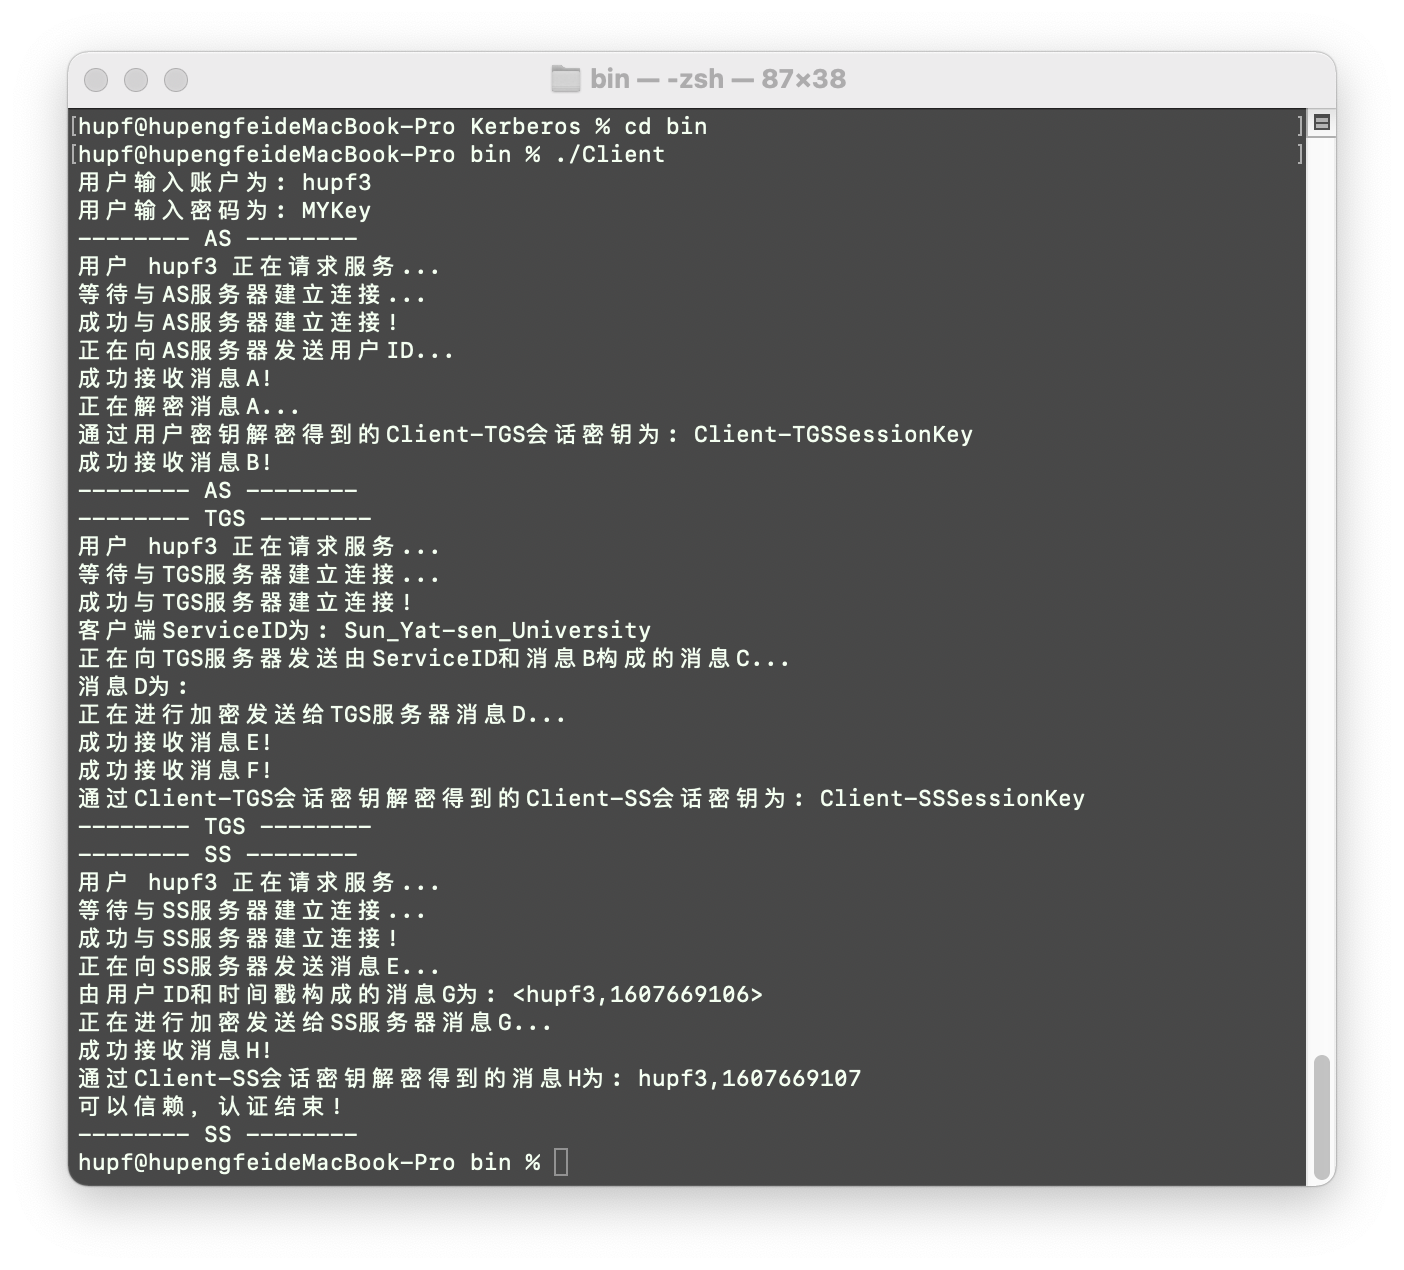 bin — -zsh — 87×38
[hupf@hupengfeideMacBook-Pro Kerberos % cd bin ]
[hupf@hupengfeideMacBook-Pro bin % ./Client ]
用户输入账户为: hupf3
用户输入密码为: MYKey
-------- AS --------
用户 hupf3 正在请求服务...
等待与AS服务器建立连接...
成功与AS服务器建立连接!
正在向AS服务器发送用户ID...
成功接收消息A!
正在解密消息A...
通过用户密钥解密得到的Client-TGS会话密钥为: Client-TGSSessionKey
成功接收消息B!
-------- AS --------
-------- TGS --------
用户 hupf3 正在请求服务...
等待与TGS服务器建立连接...
成功与TGS服务器建立连接!
客户端ServiceID为: Sun_Yat-sen_University
正在向TGS服务器发送由ServiceID和消息B构成的消息C...
消息D为:
正在进行加密发送给TGS服务器消息D...
成功接收消息E!
成功接收消息F!
通过Client-TGS会话密钥解密得到的Client-SS会话密钥为: Client-SSSessionKey
-------- TGS --------
-------- SS --------
用户 hupf3 正在请求服务...
等待与SS服务器建立连接...
成功与SS服务器建立连接!
正在向SS服务器发送消息E...
由用户ID和时间戳构成的消息G为: <hupf3,1607669106>
正在进行加密发送给SS服务器消息G...
成功接收消息H!
通过Client-SS会话密钥解密得到的消息H为: hupf3,1607669107
可以信赖, 认证结束!
-------- SS --------
hupf@hupengfeideMacBook-Pro bin %